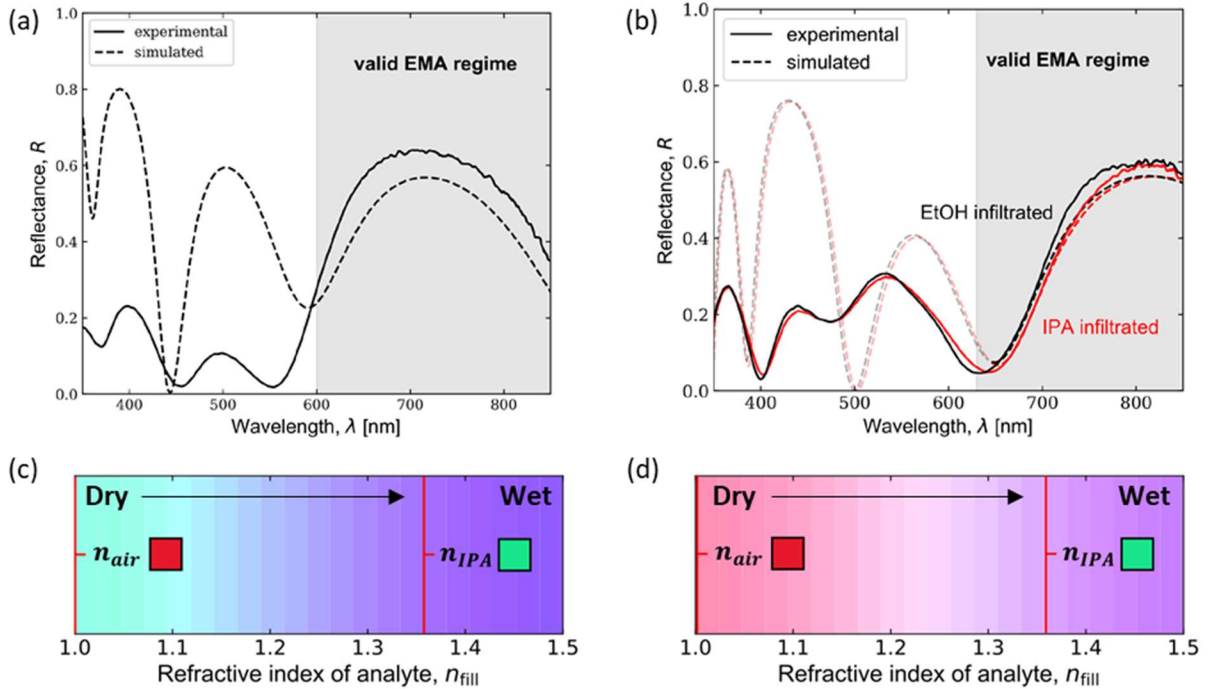 (a)
experimental
simulated
valid EMA regime
Reflectance, R
1.0
0.8
0.6
0.4
0.2
0.0
400
500
600
700
800
Wavelength, λ [nm]
(b)
experimental
simulated
valid EMA regime
EtOH infiltrated
IPA infiltrated
Reflectance, R
1.0
0.8
0.6
0.4
0.2
0.0
400
500
600
700
800
Wavelength, λ [nm]
(c)
Dry
Wet
n_air
n_IPA
1.0
1.1
1.2
1.3
1.4
1.5
Refractive index of analyte, n_fill
(d)
Dry
Wet
n_air
n_IPA
1.0
1.1
1.2
1.3
1.4
1.5
Refractive index of analyte, n_fill